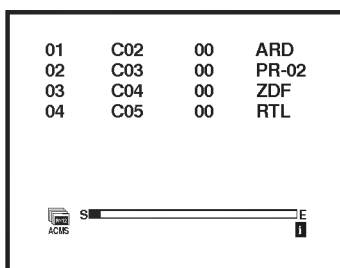 01 C02 00 ARD
02 C03 00 PR-02
03 C04 00 ZDF
04 C05 00 RTL
S E
ACMS i